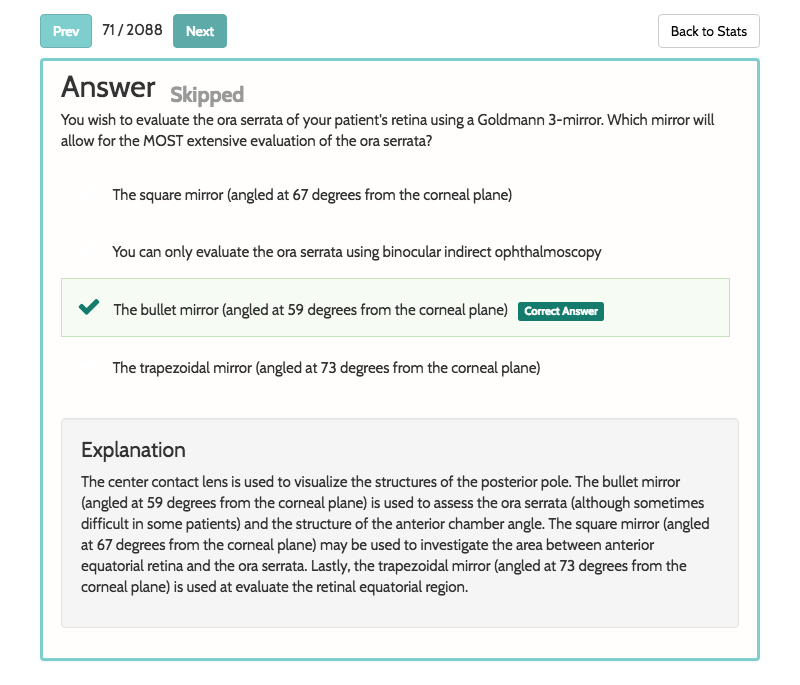 Prev 71 / 2088 Next Back to Stats
Answer Skipped
You wish to evaluate the ora serrata of your patient's retina using a Goldmann 3-mirror. Which mirror will
allow for the MOST extensive evaluation of the ora serrata?
The square mirror (angled at 67 degrees from the corneal plane)
You can only evaluate the ora serrata using binocular indirect ophthalmoscopy
The bullet mirror (angled at 59 degrees from the corneal plane) Correct Answer
The trapezoidal mirror (angled at 73 degrees from the corneal plane)
Explanation
The center contact lens is used to visualize the structures of the posterior pole. The bullet mirror
(angled at 59 degrees from the corneal plane) is used to assess the ora serrata (although sometimes
difficult in some patients) and the structure of the anterior chamber angle. The square mirror (angled
at 67 degrees from the corneal plane) may be used to investigate the area between anterior
equatorial retina and the ora serrata. Lastly, the trapezoidal mirror (angled at 73 degrees from the
corneal plane) is used at evaluate the retinal equatorial region.